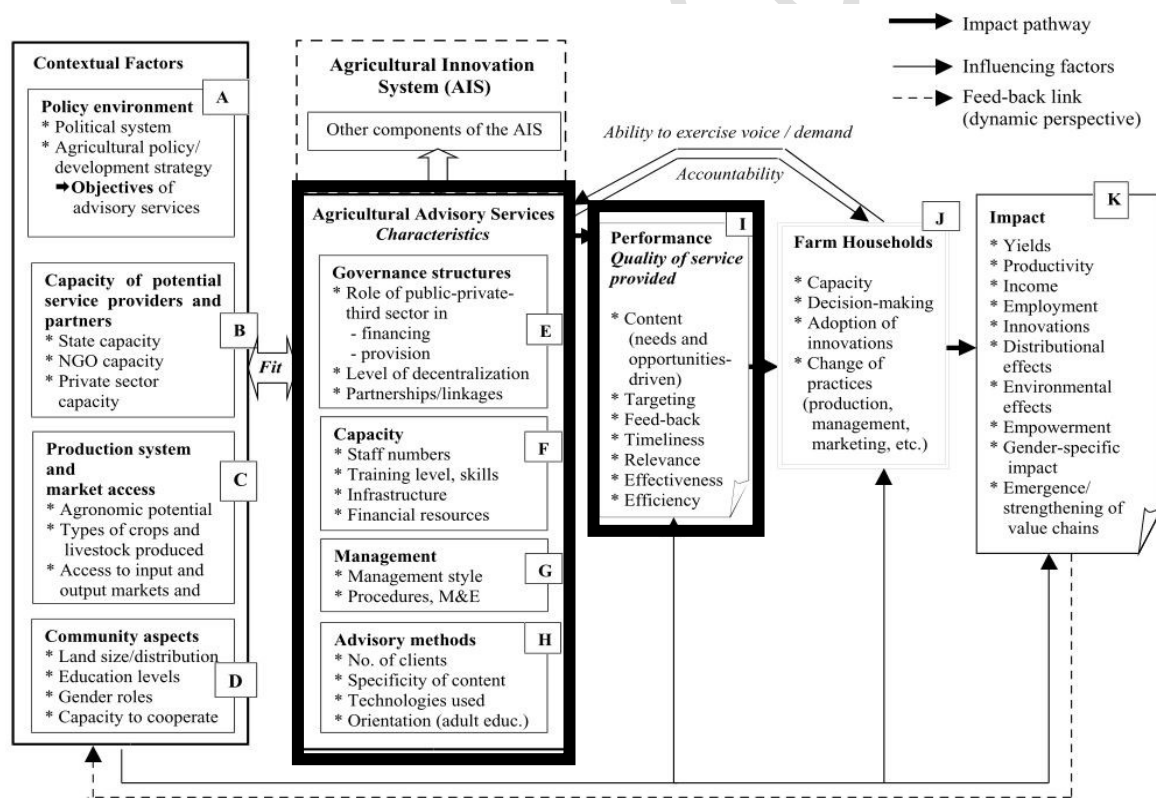 Impact pathway
Influencing factors
Feed-back link
(dynamic perspective)
Contextual Factors
A
Policy environment
* Political system
* Agricultural policy/
development strategy
➡Objectives of
advisory services
Capacity of potential
service providers and
partners
B
* State capacity
* NGO capacity
* Private sector
capacity
Production system
and
market access
C
* Agronomic potential
* Types of crops and
livestock produced
* Access to input and
output markets and
Community aspects
* Land size/distribution
* Education levels
D
* Gender roles
* Capacity to cooperate
Fit
Agricultural Innovation
System (AIS)
Other components of the AIS
Agricultural Advisory Services
Characteristics
Governance structures
* Role of public-private-
third sector in
E
- financing
- provision
* Level of decentralization
* Partnerships/linkages
Capacity
F
* Staff numbers
* Training level, skills
* Infrastructure
* Financial resources
Management
G
* Management style
* Procedures, M&E
Advisory methods
H
* No. of clients
* Specificity of content
* Technologies used
* Orientation (adult educ.)
Ability to exercise voice / demand
Accountability
I
Performance
Quality of service
provided
* Content
(needs and
opportunities-
driven)
* Targeting
* Feed-back
* Timeliness
* Relevance
* Effectiveness
* Efficiency
J
Farm Households
* Capacity
* Decision-making
* Adoption of
innovations
* Change of
practices
(production,
management,
marketing, etc.)
K
Impact
* Yields
* Productivity
* Income
* Employment
* Innovations
* Distributional
effects
* Environmental
effects
* Empowerment
* Gender-specific
impact
* Emergence/
strengthening of
value chains